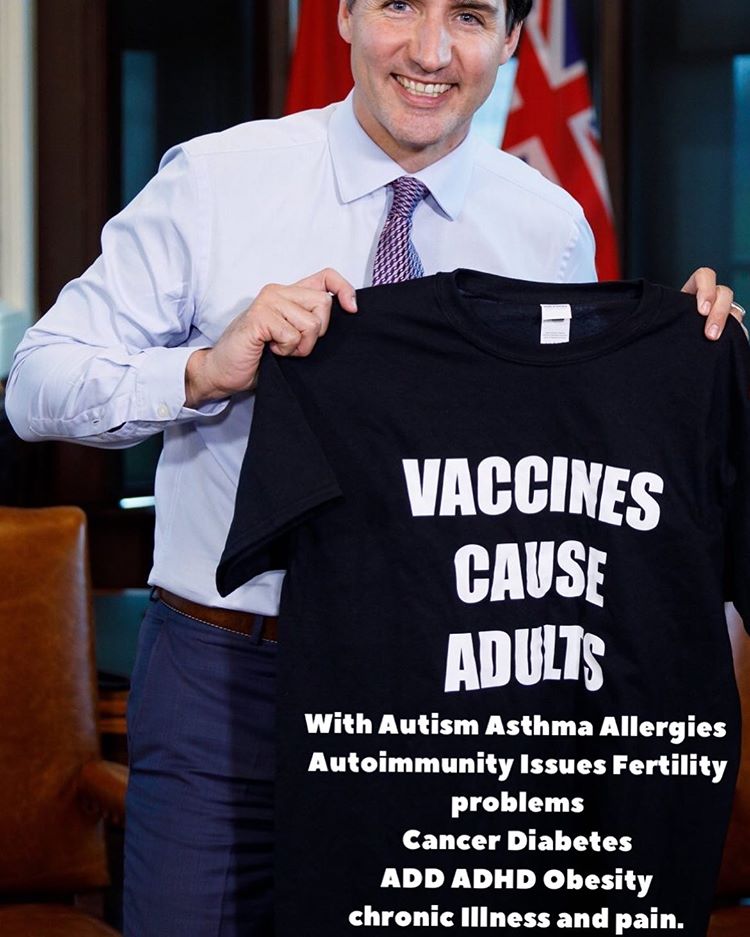 VACCINES
CAUSE
ADULTS
With Autism Asthma Allergies
Autoimmunity Issues Fertility
problems
Cancer Diabetes
ADD ADHD Obesity
chronic Illness and pain.